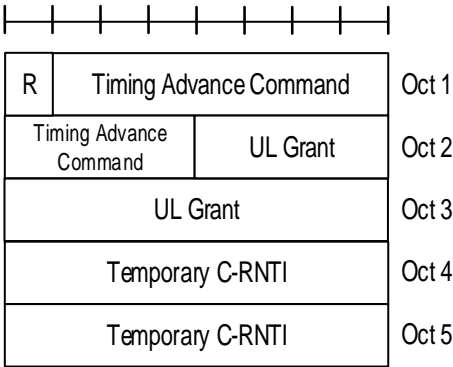 R Timing Advance Command Oct 1
Timing Advance
Command
UL Grant Oct 2
UL Grant Oct 3
Temporary C-RNTI Oct 4
Temporary C-RNTI Oct 5